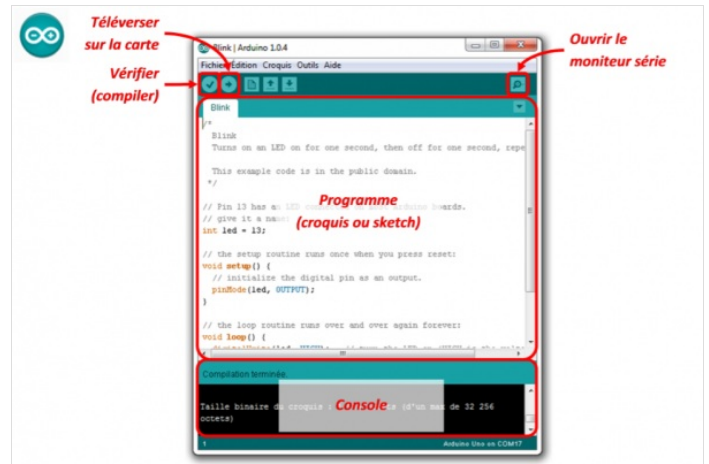 Téléverser
sur la carte
Vérifier
(compiler)
Ouvrir le
moniteur série
Blink | Arduino 1.0.4
Fichier Édition Croquis Outils Aide
Blink
/*
Blink
Turns on an LED on for one second, then off for one second, repe
This example code is in the public domain.
*/
// Pin 13 has an LED boards.
// give it a name:
int led = 13;
Programme
(croquis ou sketch)
// the setup routine runs once when you press reset:
void setup() {
// initialize the digital pin as an output.
pinMode(led, OUTPUT);
}
// the loop routine runs over and over again forever:
void loop() {
Compilation terminée.
Taille binaire du croquis : (d'un max de 32 256
octets)
Console
1
Arduino Uno on COM17